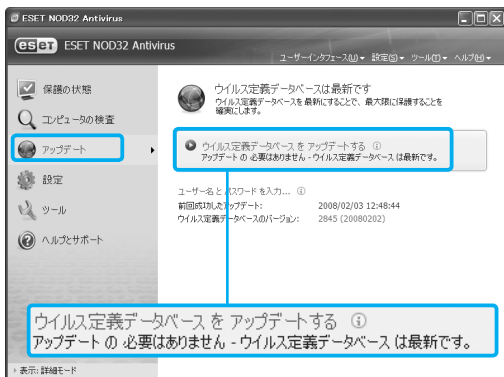 ESET NOD32 Antivirus
eset ESET NOD32 Antivirus
ユーザーインタフェース(U) 設定(S) ツール(T) ヘルプ(H)
保護の状態
コンピュータの検査
アップデート
設定
ツール
ヘルプとサポート
ウイルス定義データベースは最新です
ウイルス定義データベースを最新にすることで、最大限に保護することを
確実にします。
ウイルス定義データベース を アップデートする
アップデート の 必要はありません - ウイルス定義データベース は最新です。
ユーザー名とパスワード を入力...
前回成功したアップデート: 2008/02/03 12:48:44
ウイルス定義データベースのバージョン: 2845 (20080202)
ウイルス定義データベース を アップデートする
アップデート の 必要はありません - ウイルス定義データベース は最新です。
表示: 詳細モード